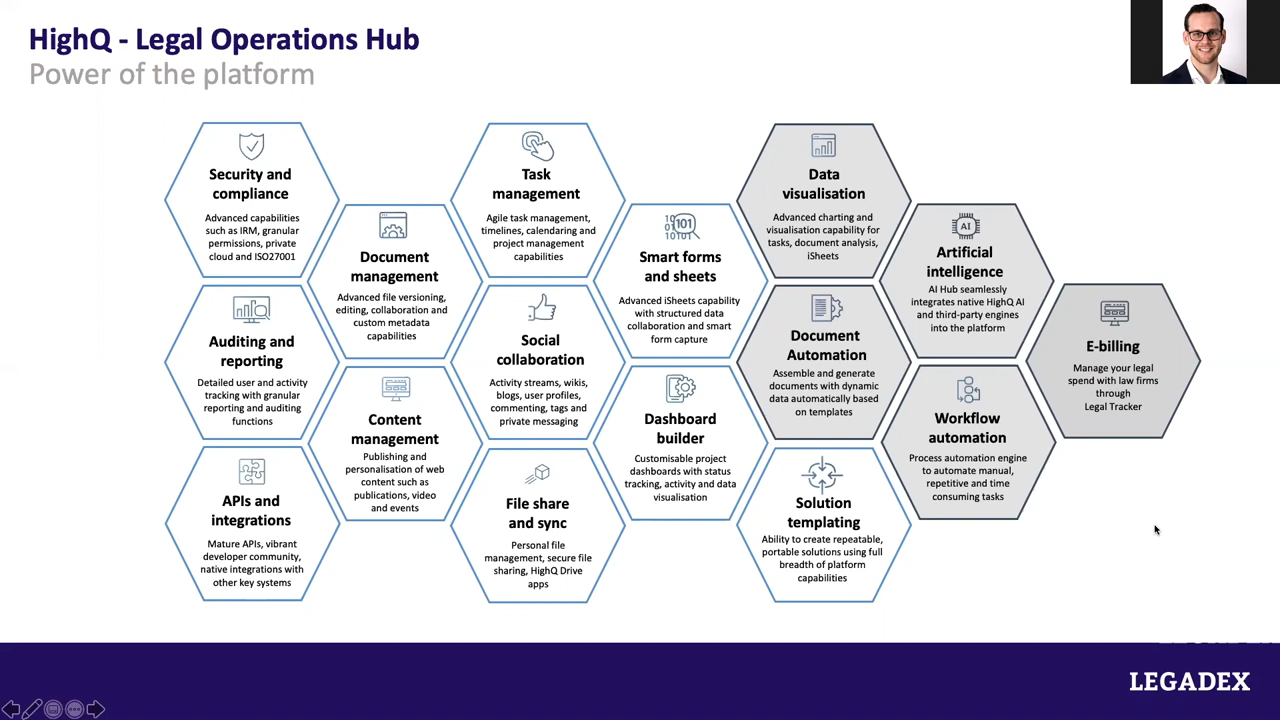 HighQ - Legal Operations Hub
Power of the platform
Security and
compliance
Advanced capabilities
such as IRM, granular
permissions, private
cloud and ISO27001
Auditing and
reporting
Detailed user and activity
tracking with granular
reporting and auditing
functions
APIs and
integrations
Mature APIs, vibrant
developer community,
native integrations with
other key systems
Document
management
Advanced file versioning,
editing, collaboration and
custom metadata
capabilities
Content
management
Publishing and
personalisation of web
content such as
publications, video
and events
Task
management
Agile task management,
timelines, calendaring and
project management
capabilities
Social
collaboration
Activity streams, wikis,
blogs, user profiles,
commenting, tags and
private messaging
File share
and sync
Personal file
management, secure file
sharing, HighQ Drive
apps
Smart forms
and sheets
Advanced iSheets capability
with structured data
collaboration and smart
form capture
Dashboard
builder
Customisable project
dashboards with status
tracking, activity and data
visualisation
Data
visualisation
Advanced charting and
visualisation capability for
tasks, document analysis,
iSheets
Document
Automation
Assemble and generate
documents with dynamic
data automatically based
on templates
Solution
templating
Ability to create repeatable,
portable solutions using full
breadth of platform
capabilities
AI
Artificial
intelligence
AI Hub seamlessly
integrates native HighQ AI
and third-party engines
into the platform
Workflow
automation
Process automation engine
to automate manual,
repetitive and time
consuming tasks
E-billing
Manage your legal
spend with law firms
through
Legal Tracker
LEGADEX